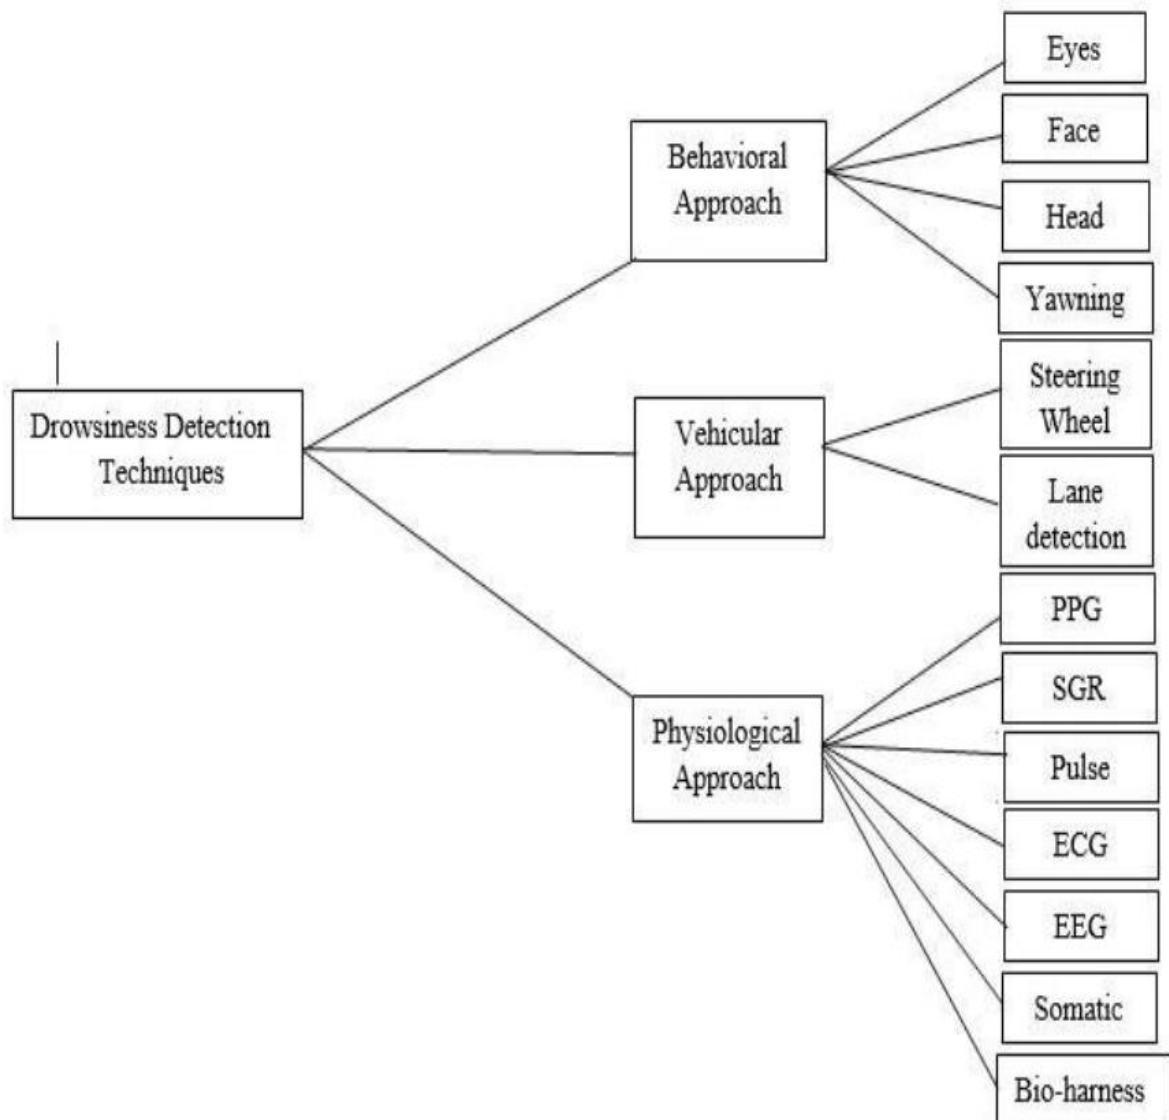 Eyes
Face
Head
Yawning
Behavioral
Approach
Drowsiness Detection
Techniques
Vehicular
Approach
Steering
Wheel
Lane
detection
Physiological
Approach
PPG
SGR
Pulse
ECG
EEG
Somatic
Bio-harness